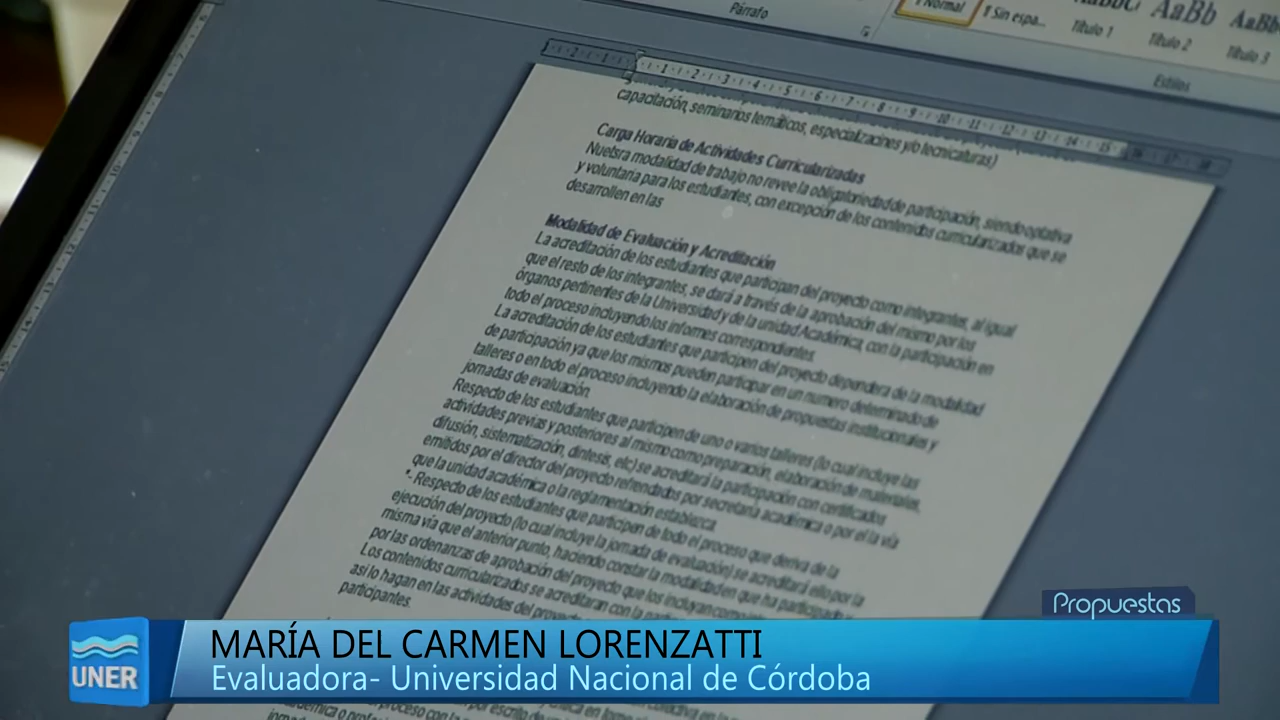 Párrafo
Normal
¶ Sin espa...
Título 1
Título 2
Título 3
Estilos
capacitación, seminarios temáticos, especializacines y/o tecnicaturas)
Carga Horaria de Actividades Curricularizadas
Nuetsra modalidad de trabajo no revee la obligatoriedad de participación, siendo optativa
y voluntaria para los estudiantes, con excepción de los contenidos curricularizados que se
desarrollen en las
Modalidad de Evaluación y Acreditación
La acreditación de los estudiantes que participan del proyecto como integrantes, al igual
que el resto de los integrantes, se dará a través de la aprobación del mismo por los
órganos pertinentes de la Universidad y de la unidad Académica, con la participación en
todo el proceso incluyendo los informes correspondientes.
La acreditación de los estudiantes que participen del proyecto dependera de la modalidad
de participación ya que los mismos pueden participar en un numero determinado de
talleres o en todo el proceso incluyendo la elaboración de propuestas institucionales y
jornadas de evaluación.
Respecto de los estudiantes que participen de uno o varios talleres (lo cual incluye las
actividades previas y posteriores al mismo como preparación, elaboración de materiales,
difusión, sistematización, dintesis, etc) se acreditará la participación con certificados
emitidos por el director del proyecto refrendados por secretaría académica o por el la vía
que la unidad académica o la reglamentación establezca.
*.- Respecto de los estudiantes que participen de todo el proceso que deriva de la
ejecución del proyecto (lo cual incluye la jornada de evaluación) se acreditará ello por la
misma vía que el anterior punto, haciendo constar la modalidad en que ha participado
por las ordenanzas de aprobación del proyecto que los incluyan como
Los contenidos curricularizados se acreditaran con la
así lo hagan en las actividades del
participantes.
Propuestas
UNER
MARÍA DEL CARMEN LORENZATTI
Evaluadora- Universidad Nacional de Córdoba